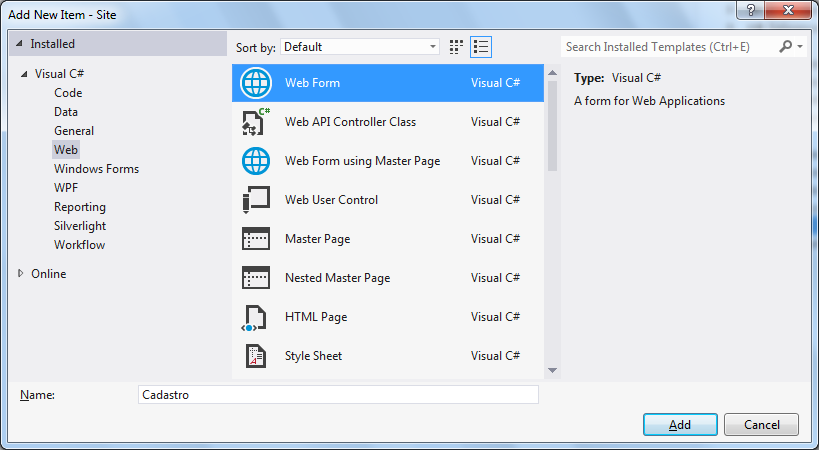 Add New Item - Site
?
Installed
Sort by: Default
Search Installed Templates (Ctrl+E)
Visual C#
Code
Data
General
Web
Windows Forms
WPF
Reporting
Silverlight
Workflow
Online
Web Form Visual C#
C# Web API Controller Class Visual C#
Web Form using Master Page Visual C#
Web User Control Visual C#
Master Page Visual C#
Nested Master Page Visual C#
HTML Page Visual C#
A Style Sheet Visual C#
Type: Visual C#
A form for Web Applications
Name: Cadastro
Add Cancel